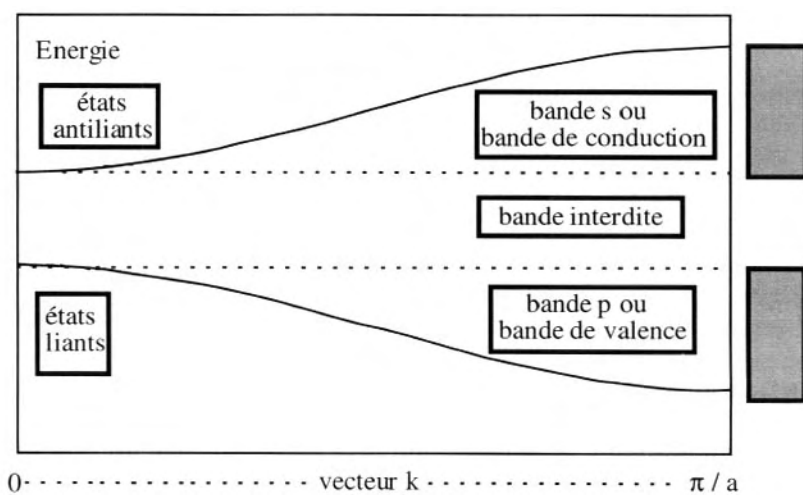 Energie
états
antiliants
bande s ou
bande de conduction
bande interdite
états
liants
bande p ou
bande de valence
0 vecteur k π / a